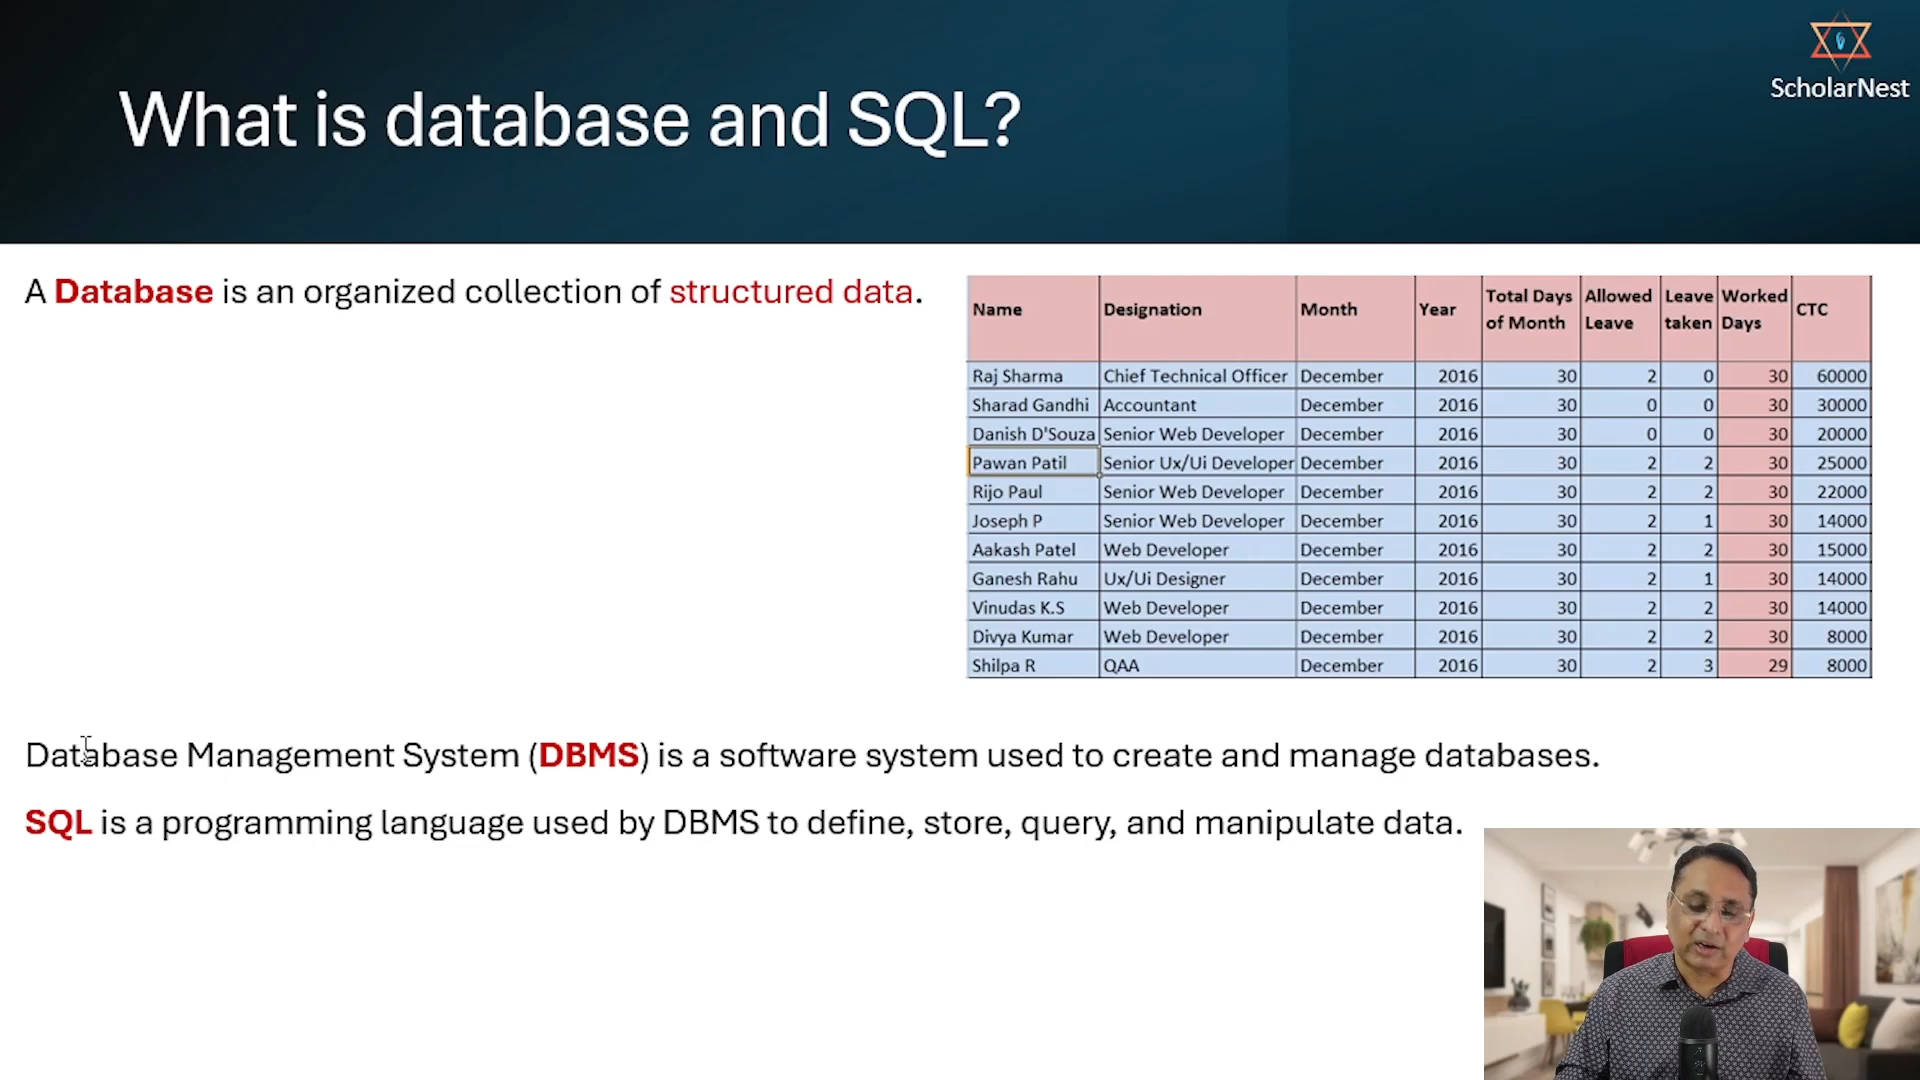 ScholarNest
What is database and SQL?
A Database is an organized collection of structured data.
Name Designation Month Year Total Days of Month Allowed Leave Leave taken Worked Days CTC
Raj Sharma Chief Technical Officer December 2016 30 2 0 30 60000
Sharad Gandhi Accountant December 2016 30 0 0 30 30000
Danish D'Souza Senior Web Developer December 2016 30 0 0 30 20000
Pawan Patil Senior Ux/Ui Developer December 2016 30 2 2 30 25000
Rijo Paul Senior Web Developer December 2016 30 2 2 30 22000
Joseph P Senior Web Developer December 2016 30 2 1 30 14000
Aakash Patel Web Developer December 2016 30 2 2 30 15000
Ganesh Rahu Ux/Ui Designer December 2016 30 2 1 30 14000
Vinudas K.S Web Developer December 2016 30 2 2 30 14000
Divya Kumar Web Developer December 2016 30 2 2 30 8000
Shilpa R QAA December 2016 30 2 3 29 8000
Database Management System (DBMS) is a software system used to create and manage databases.
SQL is a programming language used by DBMS to define, store, query, and manipulate data.